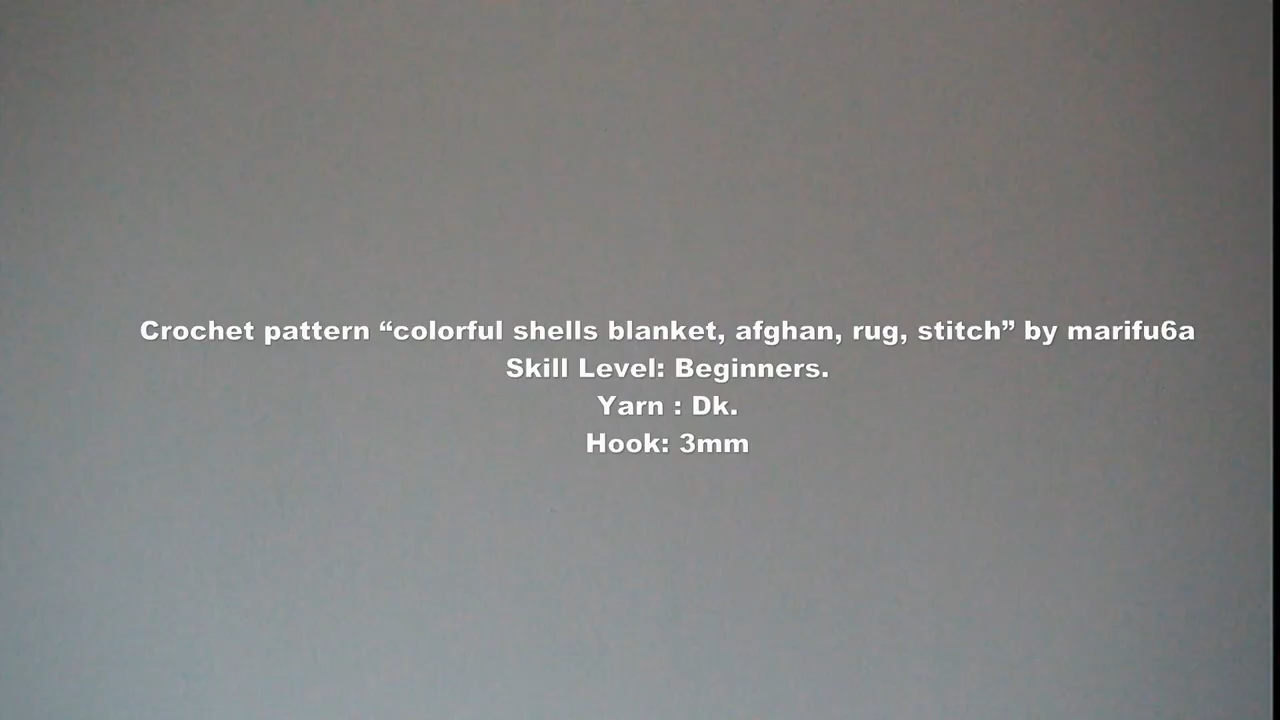 Crochet pattern “colorful shells blanket, afghan, rug, stitch” by marifu6a
Skill Level: Beginners.
Yarn : Dk.
Hook: 3mm